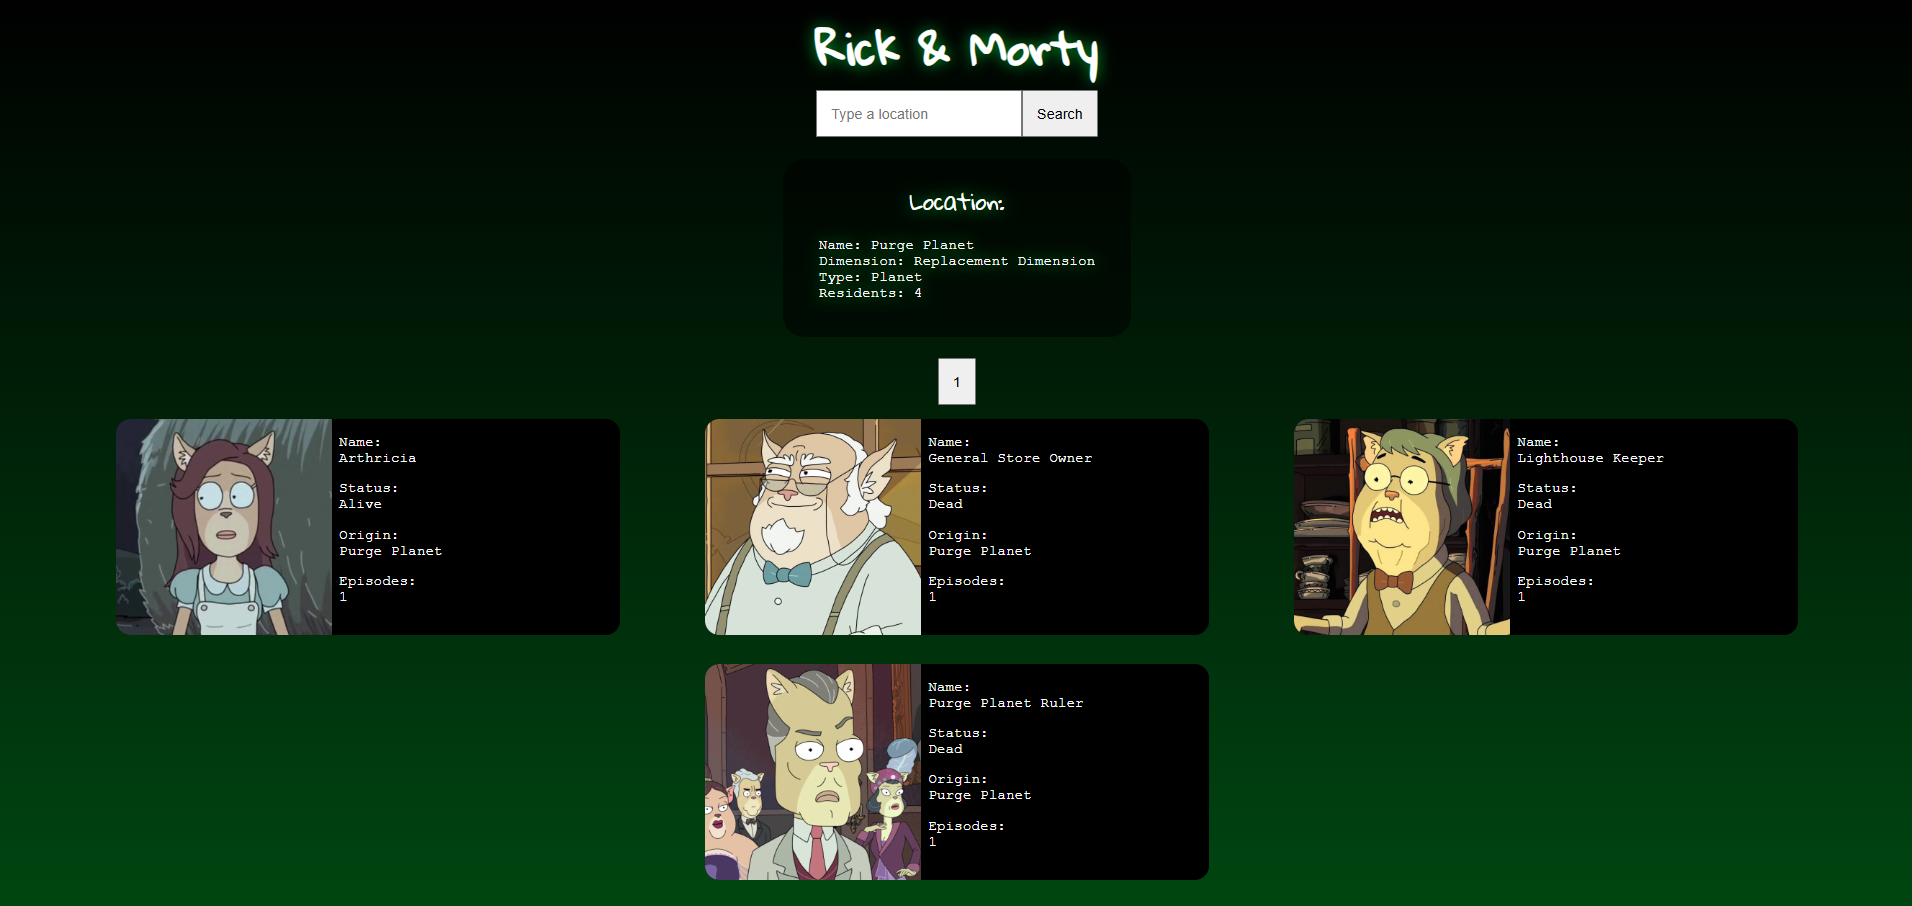 Rick & Morty
Type a location
Search
Location:
Name: Purge Planet
Dimension: Replacement Dimension
Type: Planet
Residents: 4
1
Name:
Arthricia
Status:
Alive
Origin:
Purge Planet
Episodes:
1
Name:
General Store Owner
Status:
Dead
Origin:
Purge Planet
Episodes:
1
Name:
Lighthouse Keeper
Status:
Dead
Origin:
Purge Planet
Episodes:
1
Name:
Purge Planet Ruler
Status:
Dead
Origin:
Purge Planet
Episodes:
1